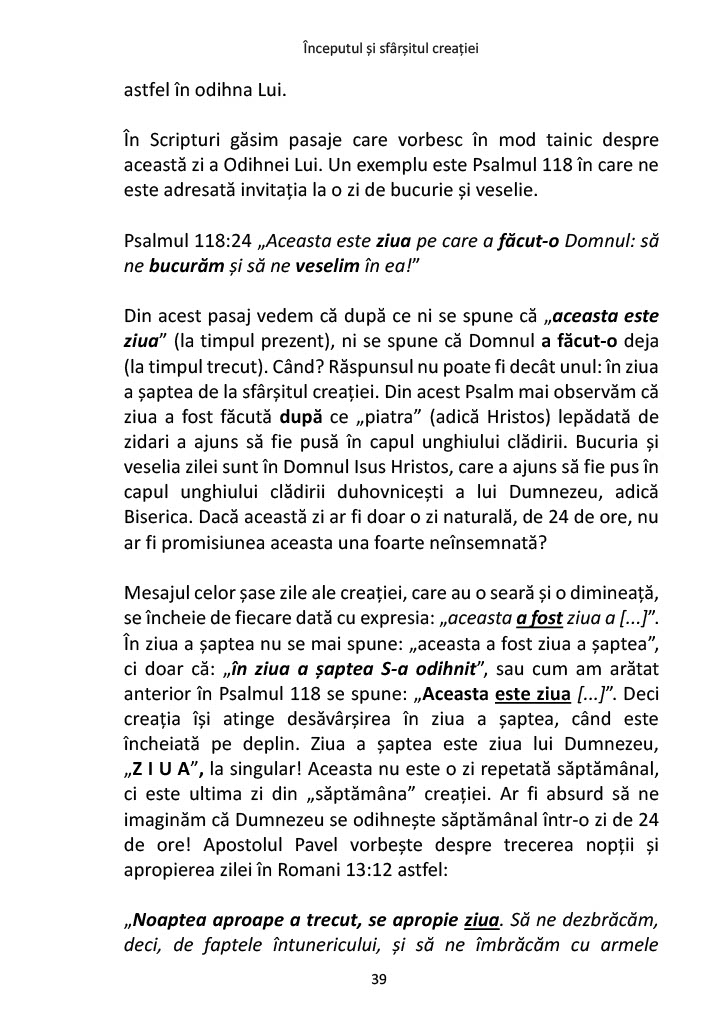 Începutul și sfârșitul creației
astfel în odihna Lui.
În Scripturi găsim pasaje care vorbesc în mod tainic despre
această zi a Odihnei Lui. Un exemplu este Psalmul 118 în care ne
este adresată invitația la o zi de bucurie și veselie.
Psalmul 118:24 „Aceasta este ziua pe care a făcut-o Domnul: să
ne bucurăm și să ne veselim în ea!”
Din acest pasaj vedem că după ce ni se spune că „aceasta este
ziua” (la timpul prezent), ni se spune că Domnul a făcut-o deja
(la timpul trecut). Când? Răspunsul nu poate fi decât unul: în ziua
a șaptea de la sfârșitul creației. Din acest Psalm mai observăm că
ziua a fost făcută după ce „piatra” (adică Hristos) lepădată de
zidari a ajuns să fie pusă în capul unghiului clădirii. Bucuria și
veselia zilei sunt în Domnul Isus Hristos, care a ajuns să fie pus în
capul unghiului clădirii duhovnicești a lui Dumnezeu, adică
Biserica. Dacă această zi ar fi doar o zi naturală, de 24 de ore, nu
ar fi promisiunea aceasta una foarte neînsemnată?
Mesajul celor șase zile ale creației, care au o seară și o dimineață,
se încheie de fiecare dată cu expresia: „aceasta a fost ziua a [...]”.
În ziua a șaptea nu se mai spune: „aceasta a fost ziua a șaptea”,
ci doar că: „în ziua a șaptea S-a odihnit”, sau cum am arătat
anterior în Psalmul 118 se spune: „Aceasta este ziua [...]”. Deci
creația își atinge desăvârșirea în ziua a șaptea, când este
încheiată pe deplin. Ziua a șaptea este ziua lui Dumnezeu,
„Z I U A”, la singular! Aceasta nu este o zi repetată săptămânal,
ci este ultima zi din „săptămâna” creației. Ar fi absurd să ne
imaginăm că Dumnezeu se odihnește săptămânal într-o zi de 24
de ore! Apostolul Pavel vorbește despre trecerea nopții și
apropierea zilei în Romani 13:12 astfel:
„Noaptea aproape a trecut, se apropie ziua. Să ne dezbrăcăm,
deci, de faptele întunericului, și să ne îmbrăcăm cu armele
39